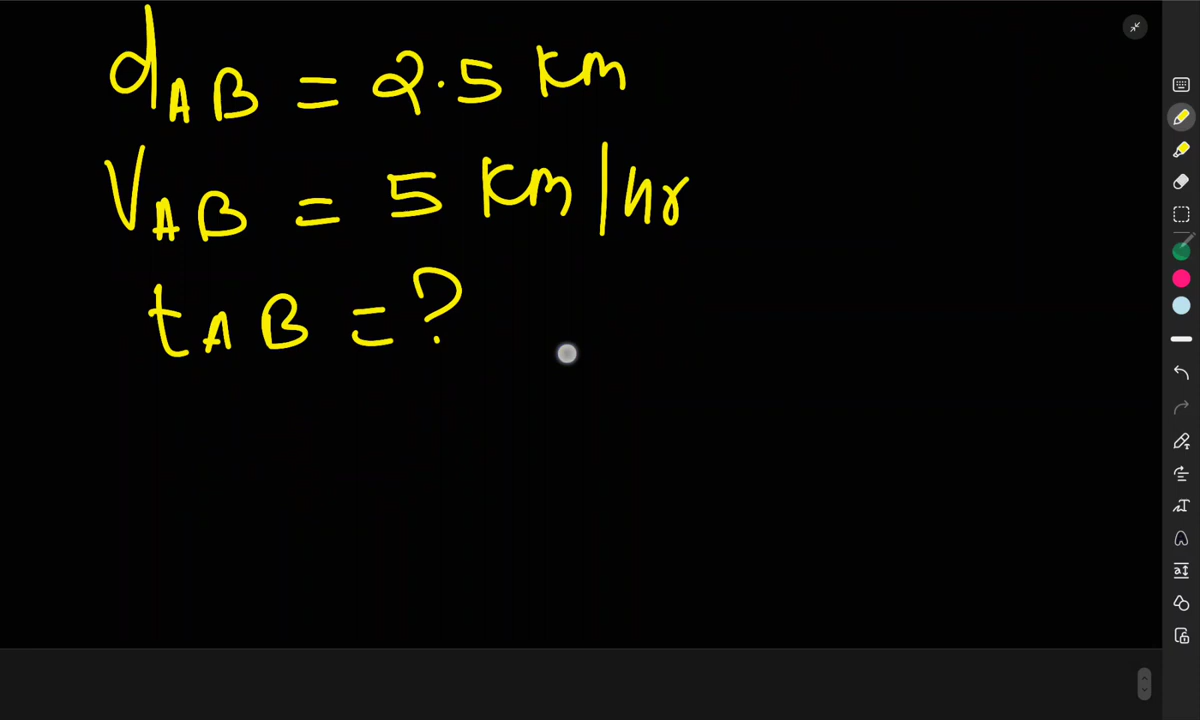 dAB = 2.5 km
VAB = 5 km/hr
tAB = ?